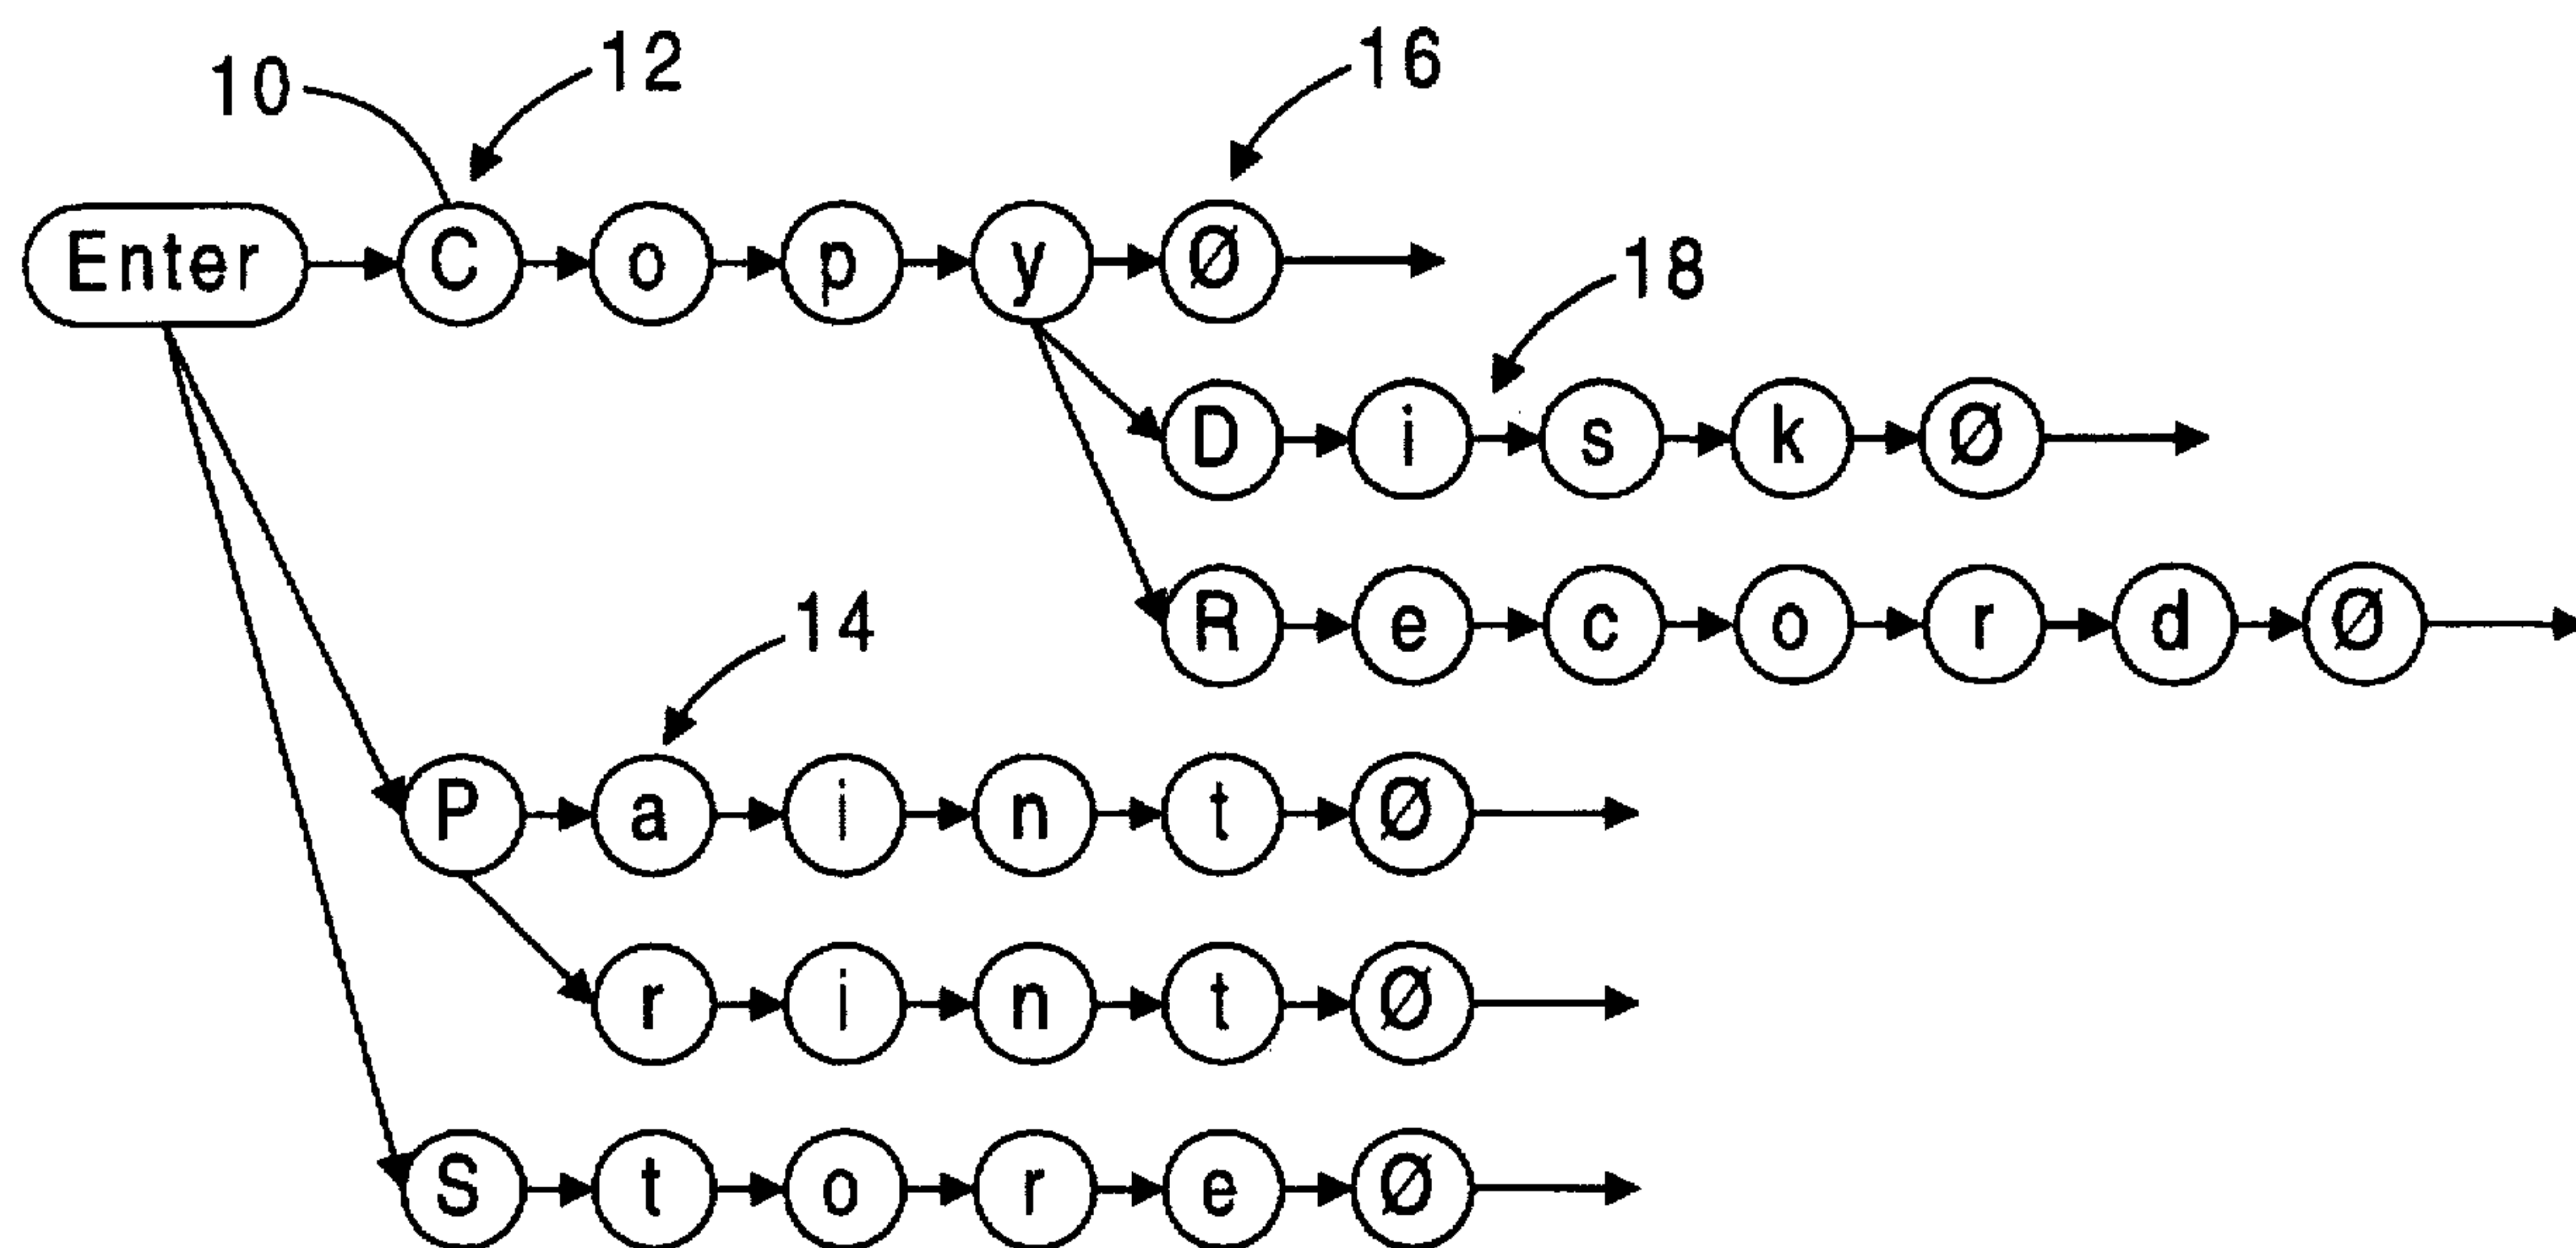 10 12 16
Enter C o p y Ø
18
D i s k Ø
R e c o r d Ø
14
P a i n t Ø
r i n t Ø
S t o r e Ø